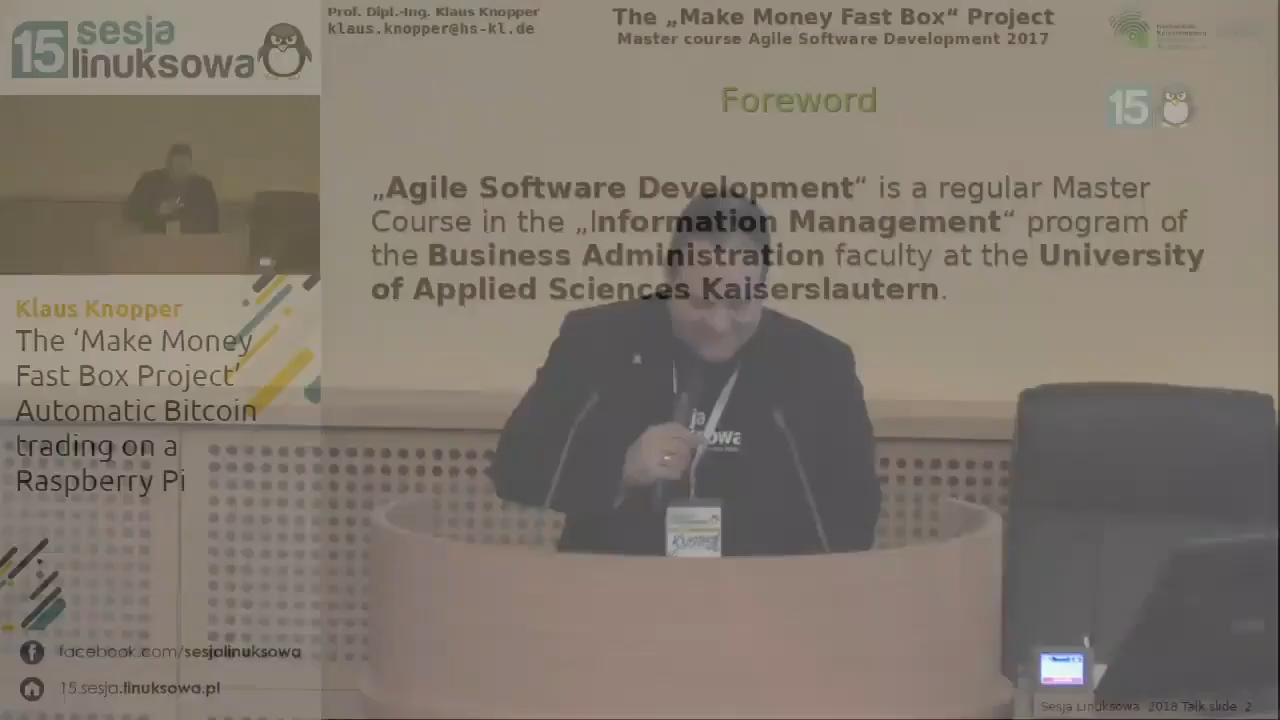 15 sesja
linuksowa
Prof. Dipl.-Ing. Klaus Knopper
klaus.knopper@hs-kl.de
The „Make Money Fast Box“ Project
Master course Agile Software Development 2017
Foreword
15
„Agile Software Development“ is a regular Master
Course in the „Information Management“ program of
the Business Administration faculty at the University
of Applied Sciences Kaiserslautern.
Klaus Knopper
The ‘Make Money
Fast Box Project’
Automatic Bitcoin
trading on a
Raspberry Pi
facebook.com/sesjalinuksowa
15.sesja.linuksowa.pl
Sesja Linuksowa 2018 Talk slide 2